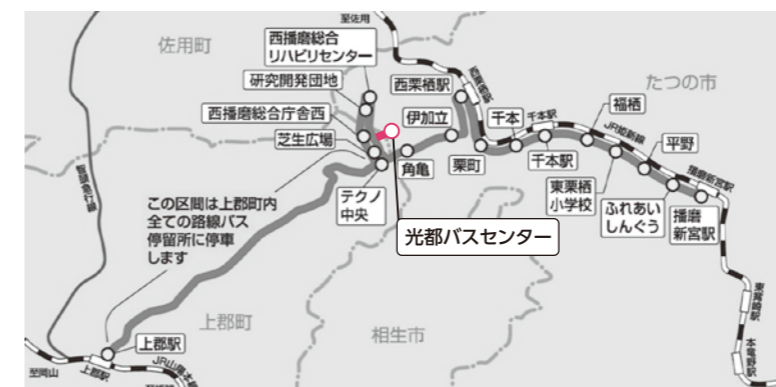 至佐用
佐用町
西播磨総合
リハビリセンター
研究開発団地
西播磨総合庁舎西
芝生広場
テクノ
中央
角亀
伊加立
西栗栖駅
西栗栖駅
栗町
千本
千本駅
千本駅
JR姫新線
福栖
東栗栖
小学校
平野
ふれあい
しんぐう
播磨新宮駅
播磨
新宮駅
たつの市
東觜崎駅
本竜野駅
光都バスセンター
智頭急行線
この区間は上郡町内
全ての路線バス
停留所に停車
します
上郡町
相生市
上郡駅
上郡駅
至岡山
JR山陽本線